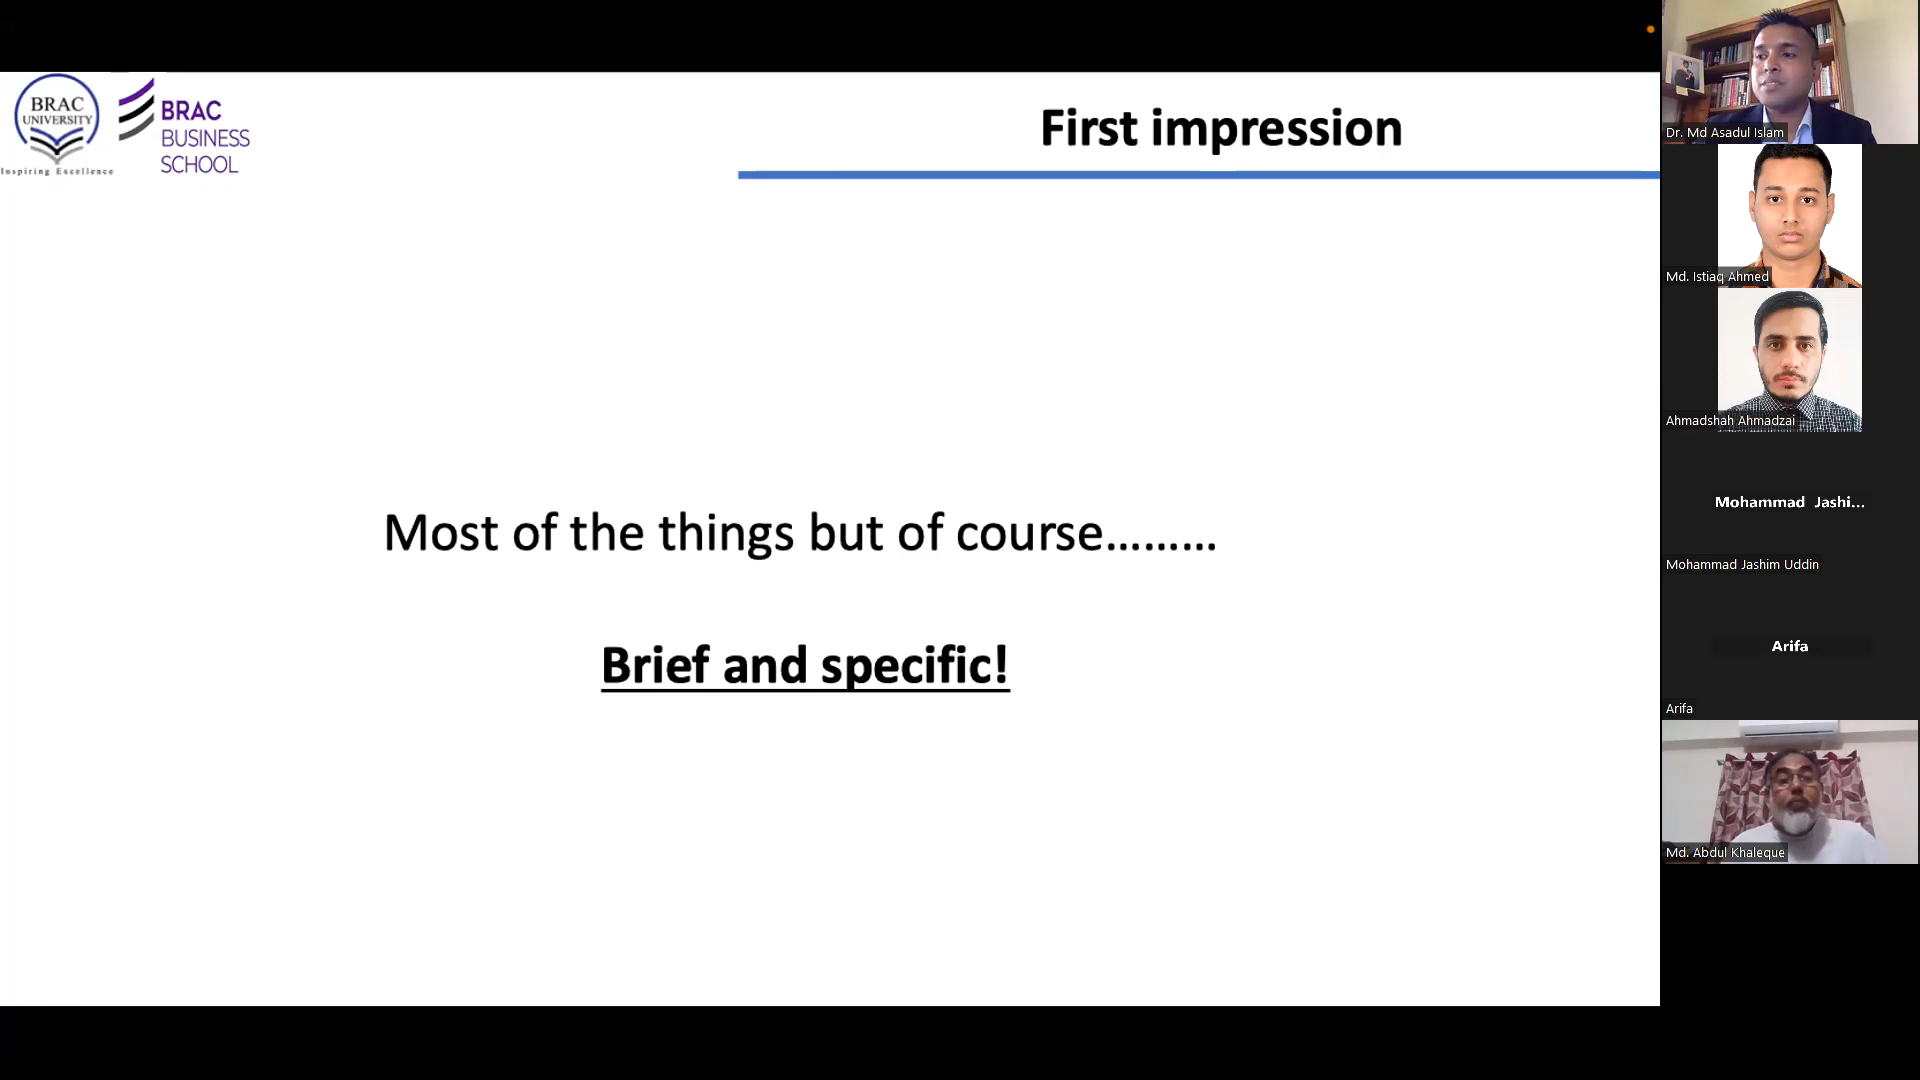 BRAC
UNIVERSITY
Inspiring Excellence
BRAC
BUSINESS
SCHOOL
First impression
Most of the things but of course.........
Brief and specific!
Dr. Md Asadul Islam
Md. Istiaq Ahmed
Ahmadshah Ahmadzai
Mohammad Jashi...
Mohammad Jashim Uddin
Arifa
Arifa
Md. Abdul Khaleque